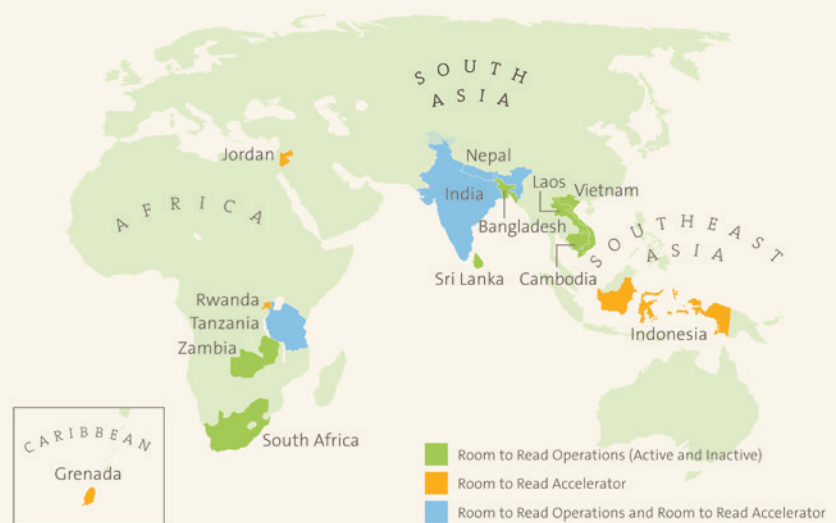 SOUTH
ASIA
Jordan
Nepal
India
Laos
Vietnam
Bangladesh
AFRICA
SOUTHEAST
ASIA
Sri Lanka
Cambodia
Rwanda
Tanzania
Indonesia
Zambia
CARIBBEAN
Grenada
South Africa
Room to Read Operations (Active and Inactive)
Room to Read Accelerator
Room to Read Operations and Room to Read Accelerator